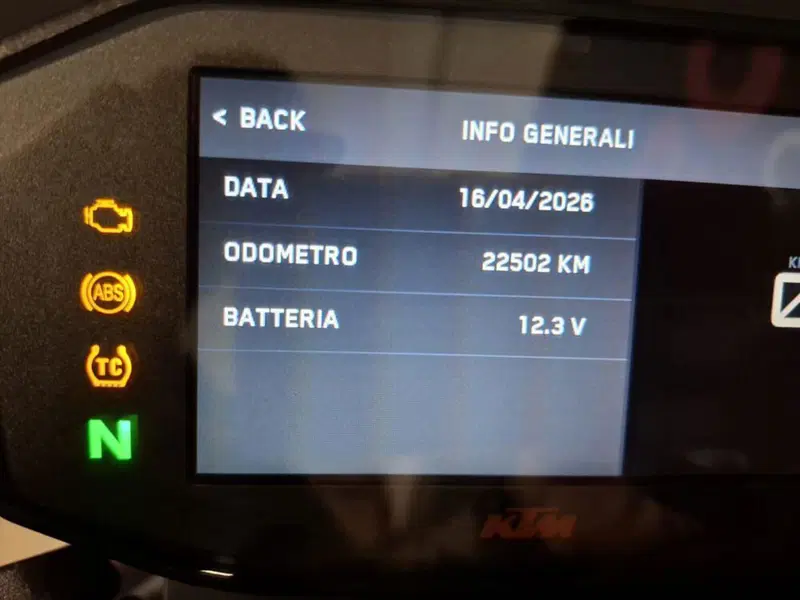 < BACK
INFO GENERALI
DATA
16/04/2026
ODOMETRO
22502 KM
BATTERIA
12.3 V
ABS
TC
N
KTM